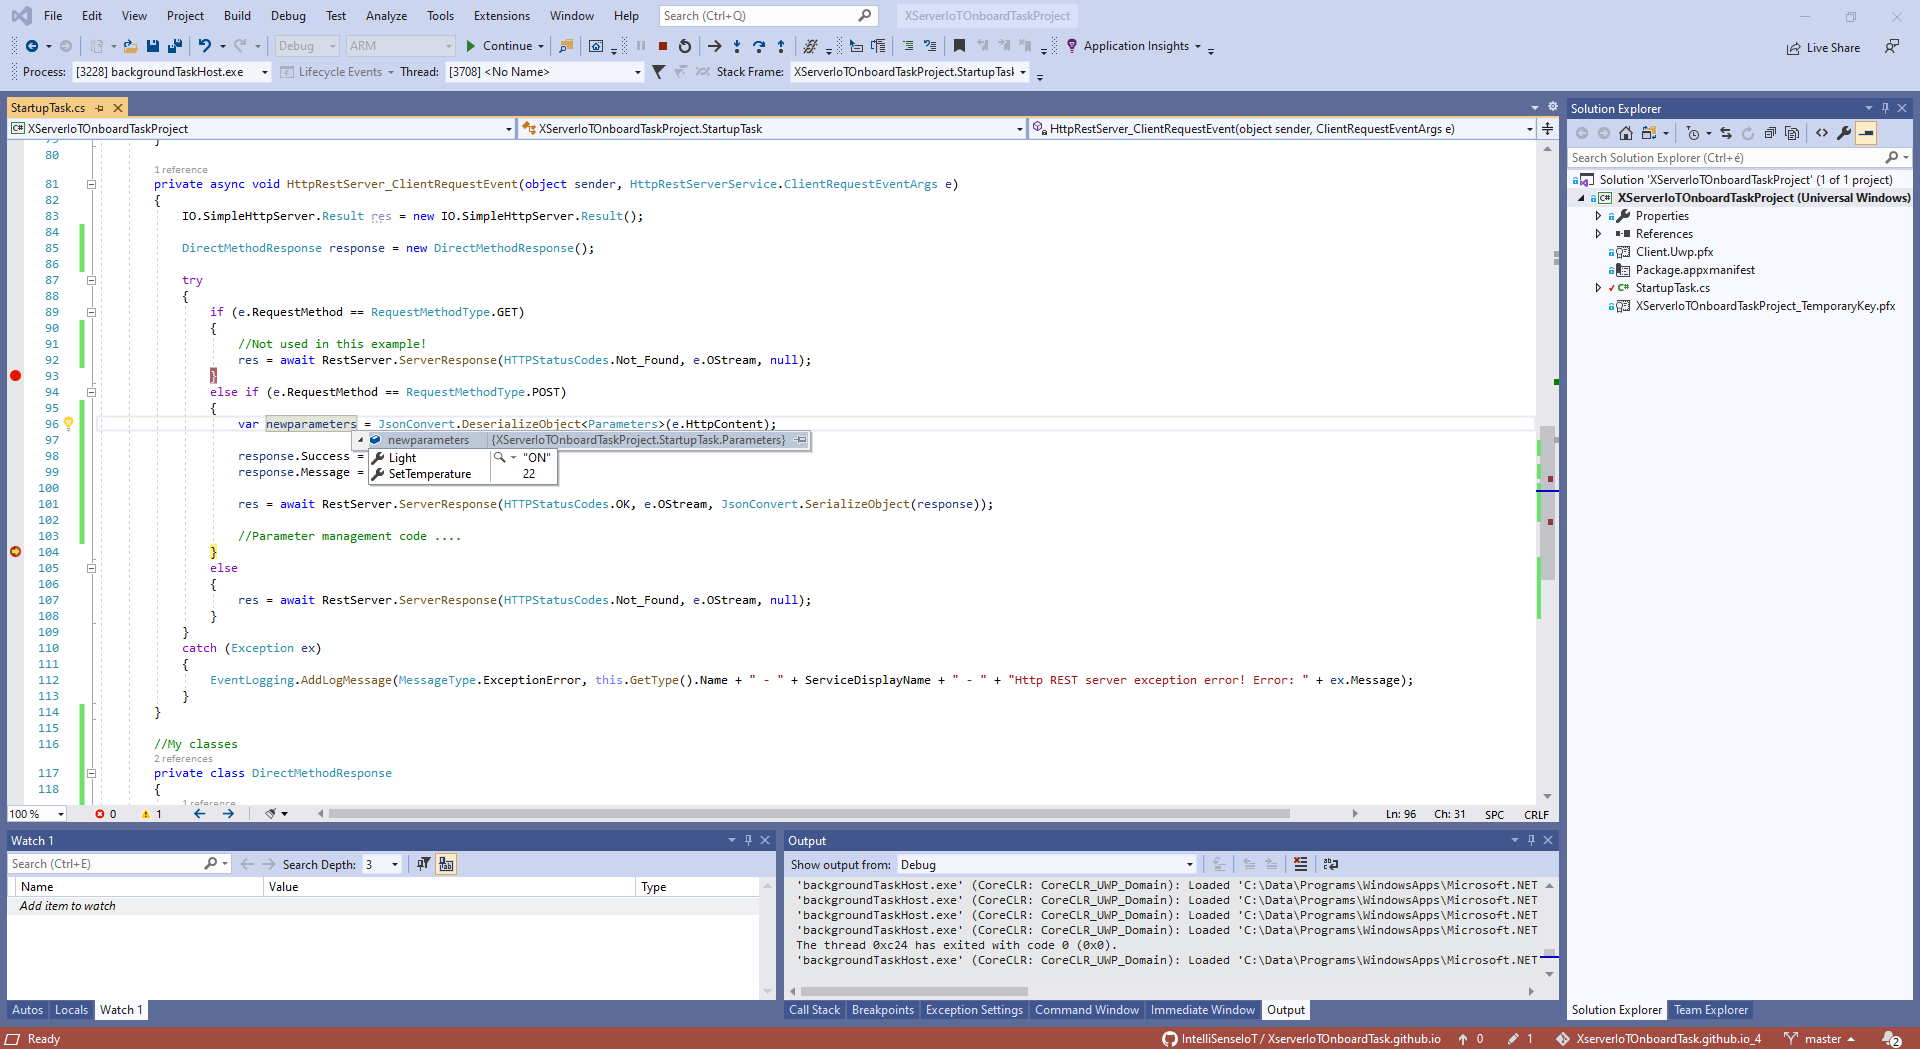 File Edit View Project Build Debug Test Analyze Tools Extensions Window Help Search (Ctrl+Q) XServerIoTOnboardTaskProject
Debug ARM Continue Application Insights Live Share
Process: [3228] backgroundTaskHost.exe Lifecycle Events Thread: [3708] <No Name> Stack Frame: XServerIoTOnboardTaskProject.StartupTask
StartupTask.cs
XServerIoTOnboardTaskProject XServerIoTOnboardTaskProject.StartupTask HttpRestServer_ClientRequestEvent(object sender, ClientRequestEventArgs e)
79 }
80
1 reference
81 private async void HttpRestServer_ClientRequestEvent(object sender, HttpRestServerService.ClientRequestEventArgs e)
82 {
83 IO.SimpleHttpServer.Result res = new IO.SimpleHttpServer.Result();
84
85 DirectMethodResponse response = new DirectMethodResponse();
86
87 try
88 {
89 if (e.RequestMethod == RequestMethodType.GET)
90 {
91 //Not used in this example!
92 res = await RestServer.ServerResponse(HTTPStatusCodes.Not_Found, e.OStream, null);
93 }
94 else if (e.RequestMethod == RequestMethodType.POST)
95 {
96 var newparameters = JsonConvert.DeserializeObject<Parameters>(e.HttpContent);
97 newparameters {XServerIoTOnboardTaskProject.StartupTask.Parameters}
98 response.Success = Light "ON"
99 response.Message = SetTemperature 22
100
101 res = await RestServer.ServerResponse(HTTPStatusCodes.OK, e.OStream, JsonConvert.SerializeObject(response));
102
103 //Parameter management code ....
104 }
105 else
106 {
107 res = await RestServer.ServerResponse(HTTPStatusCodes.Not_Found, e.OStream, null);
108 }
109 }
110 catch (Exception ex)
111 {
112 EventLogging.AddLogMessage(MessageType.ExceptionError, this.GetType().Name + " - " + ServiceDisplayName + " - " + "Http REST server exception error! Error: " + ex.Message);
113 }
114 }
115
116 //My classes
2 references
117 private class DirectMethodResponse
118 {
1 reference
100 % 0 1 Ln: 96 Ch: 31 SPC CRLF
Solution Explorer
Search Solution Explorer (Ctrl+é)
Solution 'XServerIoTOnboardTaskProject' (1 of 1 project)
XServerIoTOnboardTaskProject (Universal Windows)
Properties
References
Client.Uwp.pfx
Package.appxmanifest
StartupTask.cs
XServerIoTOnboardTaskProject_TemporaryKey.pfx
Watch 1
Search (Ctrl+E) Search Depth: 3
Name Value Type
Add item to watch
Autos Locals Watch 1
Output
Show output from: Debug
'backgroundTaskHost.exe' (CoreCLR: CoreCLR_UWP_Domain): Loaded 'C:\Data\Programs\WindowsApps\Microsoft.NET
'backgroundTaskHost.exe' (CoreCLR: CoreCLR_UWP_Domain): Loaded 'C:\Data\Programs\WindowsApps\Microsoft.NET
'backgroundTaskHost.exe' (CoreCLR: CoreCLR_UWP_Domain): Loaded 'C:\Data\Programs\WindowsApps\Microsoft.NET
'backgroundTaskHost.exe' (CoreCLR: CoreCLR_UWP_Domain): Loaded 'C:\Data\Programs\WindowsApps\Microsoft.NET
The thread 0xc24 has exited with code 0 (0x0).
'backgroundTaskHost.exe' (CoreCLR: CoreCLR_UWP_Domain): Loaded 'C:\Data\Programs\WindowsApps\Microsoft.NET
Call Stack Breakpoints Exception Settings Command Window Immediate Window Output
Solution Explorer Team Explorer
Ready IntelliSenseIoT / XserverIoTOnboardTask.github.io 0 1 XserverIoTOnboardTask.github.io_4 master 2